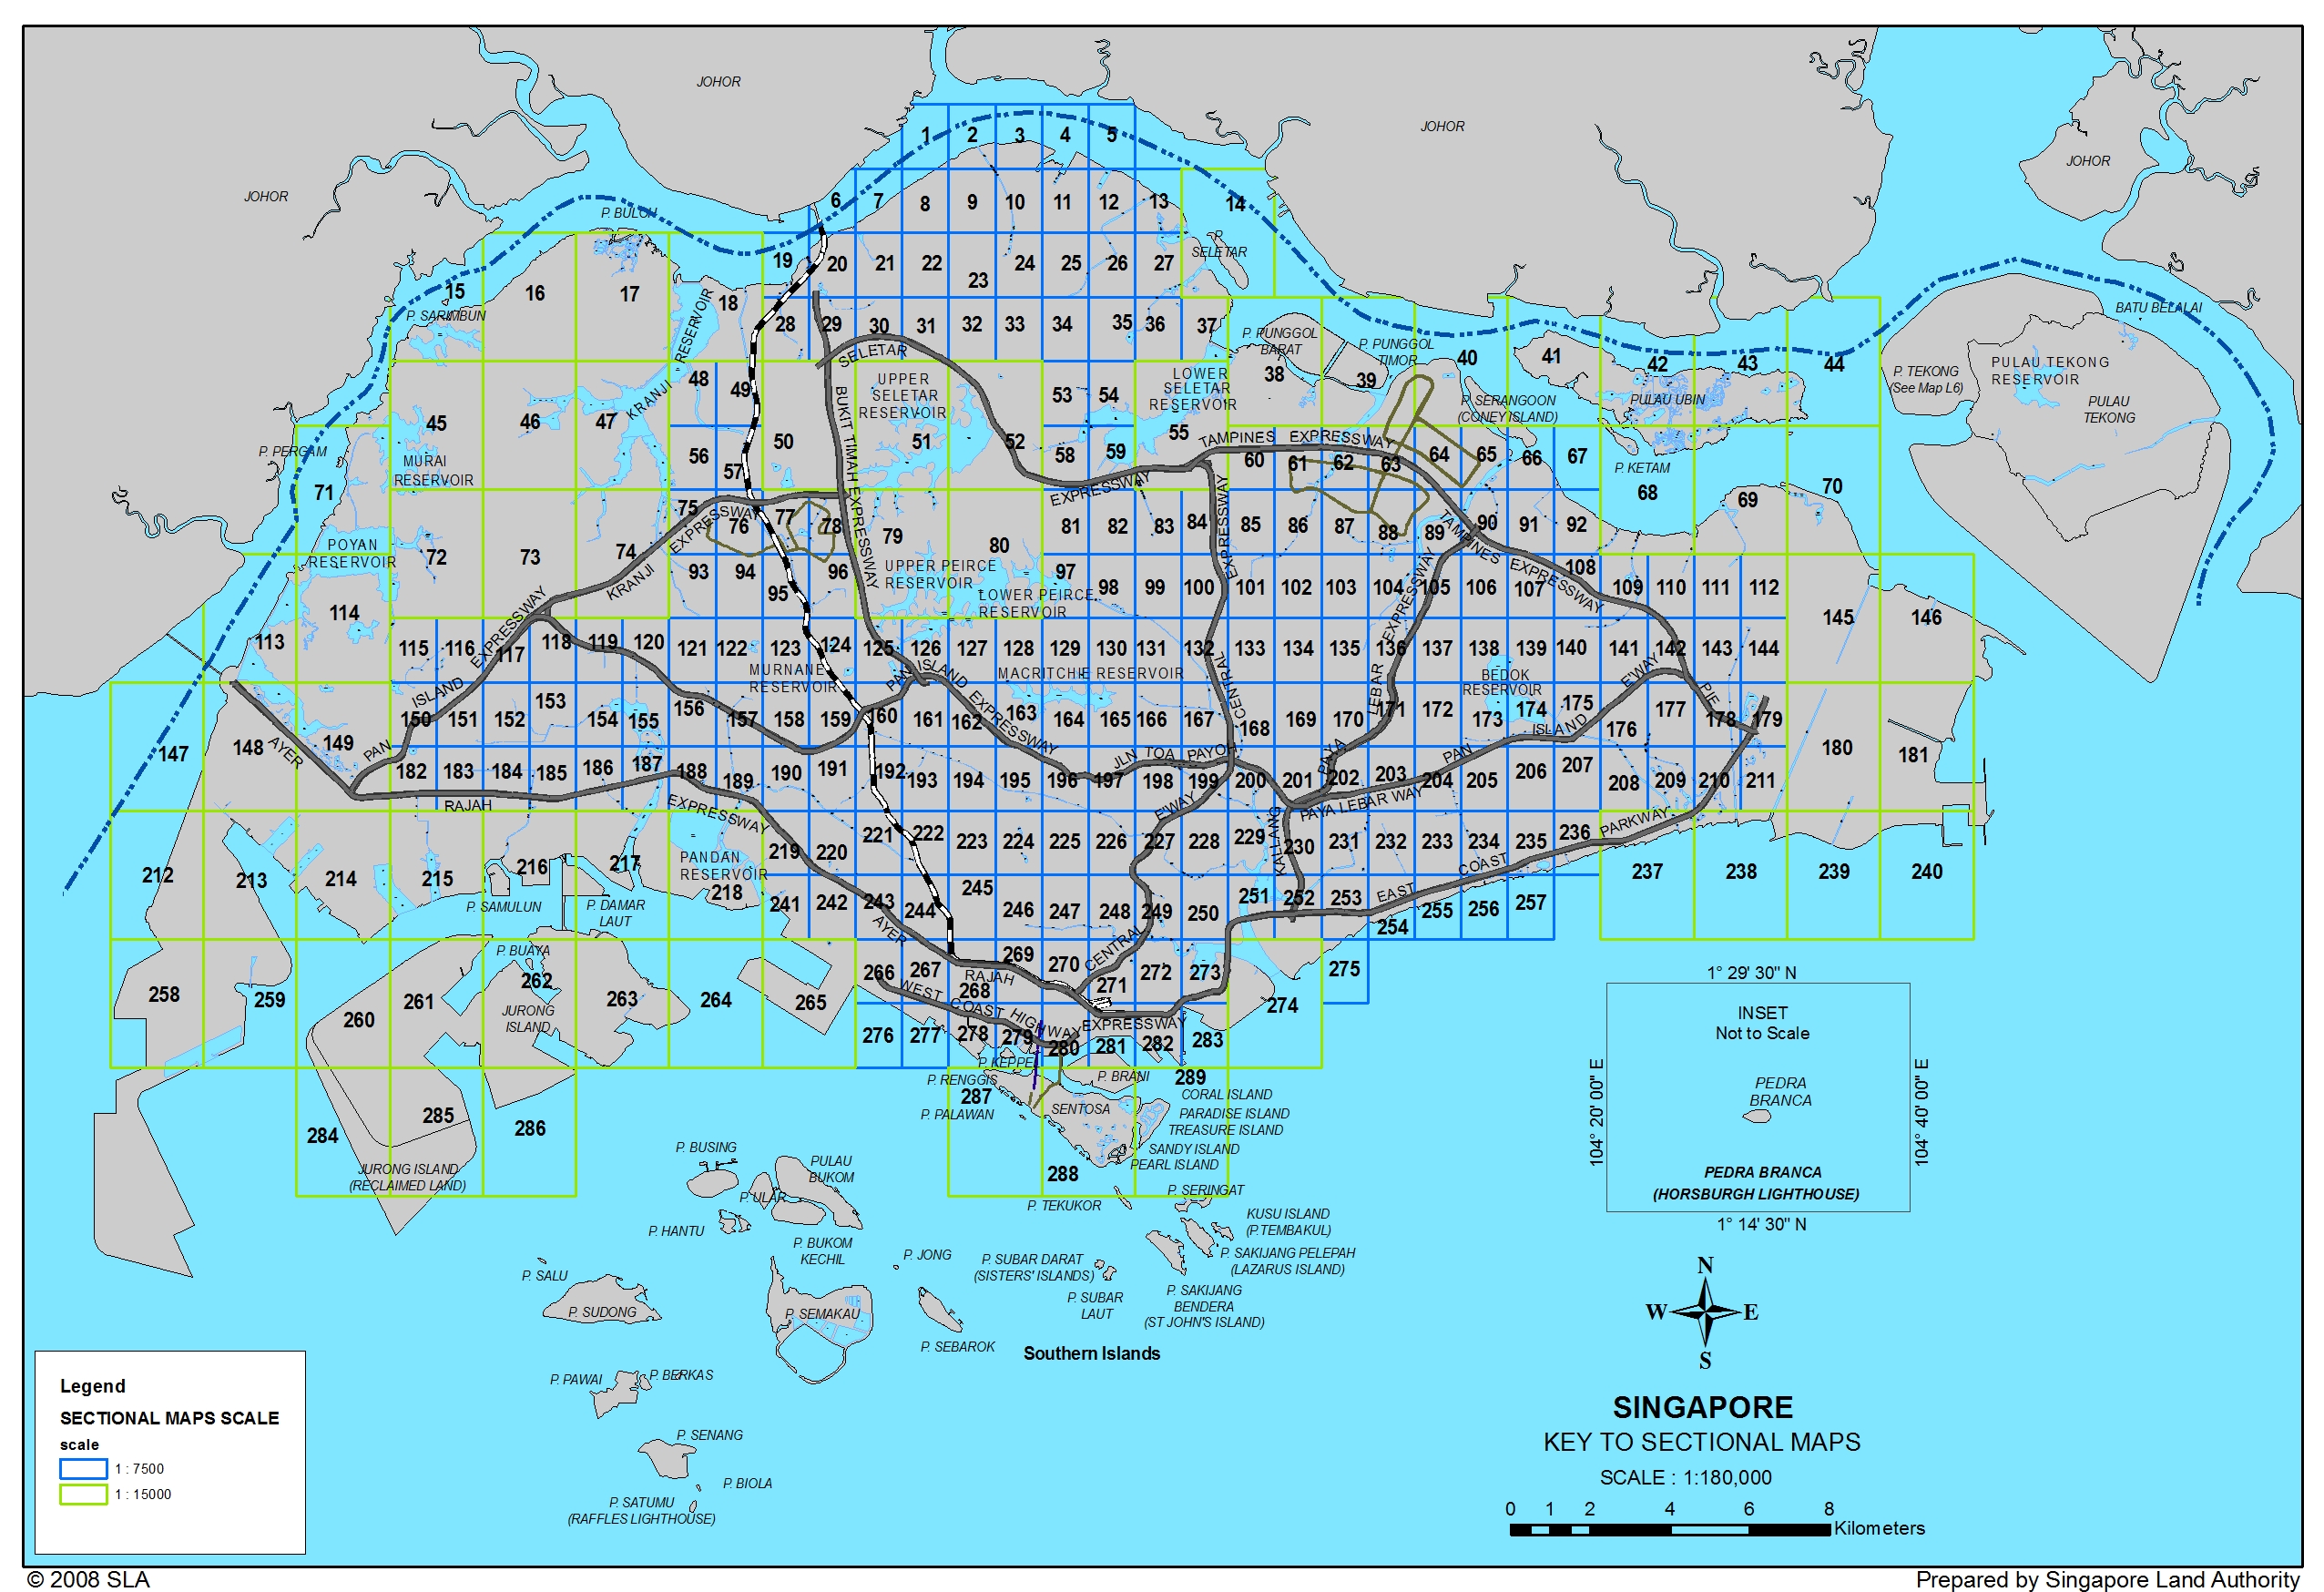 JOHOR
JOHOR
JOHOR
JOHOR
1 2 3 4 5
6 7 8 9 10 11 12 13 14
P. BULOH
P. SELETAR
19 20 21 22 23 24 25 26 27
15 16 17 18
P. SARIMBUN
28 29 30 31 32 33 34 35 36 37
BATU BELALAI
P. PUNGGOL BARAT
P. PUNGGOL TIMOR
38 39 40 41 42 43 44
SELETAR
KRANJI RESERVOIR
UPPER SELETAR RESERVOIR
LOWER SELETAR RESERVOIR
P. SERANGOON
(CONEY ISLAND)
PULAU UBIN
P. TEKONG
(See Map L6)
PULAU TEKONG RESERVOIR
PULAU TEKONG
45 46 47 48 49 50 51 52 53 54 55
BUKIT TIMAH EXPRESSWAY
TAMPINES EXPRESSWAY
P. PERGAM
MURAI RESERVOIR
56 57 58 59 60 61 62 63 64 65 66 67
P. KETAM
68 69 70
EXPRESSWAY
71 72 73 74 75 76 77 78 79 80 81 82 83 84 85 86 87 88 89 90 91 92
EXPRESSWAY
EXPRESSWAY
POYAN RESERVOIR
UPPER PEIRCE RESERVOIR
LOWER PEIRCE RESERVOIR
KRANJI
TAMPINES EXPRESSWAY
93 94 95 96 97 98 99 100 101 102 103 104 105 106 107 108 109 110 111 112
EXPRESSWAY
EXPRESSWAY
113 114 115 116 117 118 119 120 121 122 123 124 125 126 127 128 129 130 131 132 133 134 135 136 137 138 139 140 141 142 143 144 145 146
MURNANE RESERVOIR
MACRITCHIE RESERVOIR
BEDOK RESERVOIR
PAN ISLAND EXPRESSWAY
CENTRAL
LEBAR
E'WAY
PIE
147 148 149 150 151 152 153 154 155 156 157 158 159 160 161 162 163 164 165 166 167 168 169 170 171 172 173 174 175 176 177 178 179 180 181
AYER
PAN
ISLAND
JLN TOA PAYOH
PAYA
PAN
ISLAND
182 183 184 185 186 187 188 189 190 191 192 193 194 195 196 197 198 199 200 201 202 203 204 205 206 207 208 209 210 211
RAJAH
EXPRESSWAY
E'WAY
KALLANG
PAYA LEBAR WAY
PARKWAY
212 213 214 215 216 217 218 219 220 221 222 223 224 225 226 227 228 229 230 231 232 233 234 235 236 237 238 239 240
PANDAN RESERVOIR
P. SAMULUN
P. DAMAR LAUT
EAST
COAST
241 242 243 244 245 246 247 248 249 250 251 252 253 254 255 256 257
AYER
RAJAH
CENTRAL
P. BUAYA
258 259 260 261 262 263 264 265 266 267 268 269 270 271 272 273 274 275
JURONG ISLAND
WEST COAST HIGHWAY
EXPRESSWAY
276 277 278 279 280 281 282 283
P. KEPPEL
P. RENGGIS
P. BRANI
P. PALAWAN
SENTOSA
284 285 286 287 288 289
CORAL ISLAND
PARADISE ISLAND
TREASURE ISLAND
SANDY ISLAND
PEARL ISLAND
JURONG ISLAND
(RECLAIMED LAND)
P. BUSING
PULAU BUKOM
P. ULAR
P. HANTU
P. BUKOM KECHIL
P. TEKUKOR
P. SERINGAT
KUSU ISLAND
(P.TEMBAKUL)
P. SAKIJANG PELEPAH
(LAZARUS ISLAND)
P. JONG
P. SUBAR DARAT
(SISTERS' ISLANDS)
P. SUBAR LAUT
P. SAKIJANG BENDERA
(ST JOHN'S ISLAND)
P. SALU
P. SUDONG
P. SEMAKAU
P. SEBAROK
Southern Islands
P. PAWAI
P. BERKAS
P. SENANG
P. BIOLA
P. SATUMU
(RAFFLES LIGHTHOUSE)
1° 29' 30" N
INSET
Not to Scale
104° 20' 00" E
104° 40' 00" E
PEDRA
BRANCA
PEDRA BRANCA
(HORSBURGH LIGHTHOUSE)
1° 14' 30" N
N
W E
S
SINGAPORE
KEY TO SECTIONAL MAPS
SCALE : 1:180,000
0 1 2 4 6 8
Kilometers
Legend
SECTIONAL MAPS SCALE
scale
1 : 7500
1 : 15000
© 2008 SLA
Prepared by Singapore Land Authority